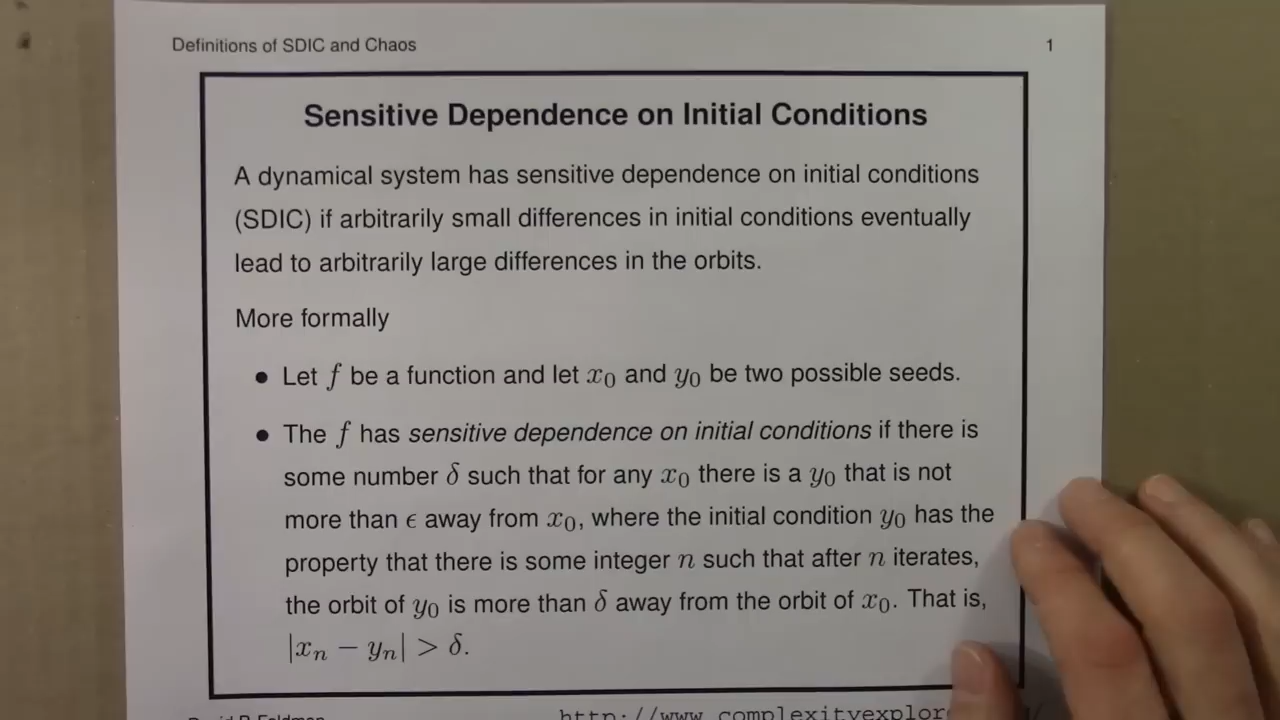 Definitions of SDIC and Chaos 1
Sensitive Dependence on Initial Conditions
A dynamical system has sensitive dependence on initial conditions
(SDIC) if arbitrarily small differences in initial conditions eventually
lead to arbitrarily large differences in the orbits.
More formally
• Let f be a function and let x₀ and y₀ be two possible seeds.
• The f has sensitive dependence on initial conditions if there is
some number δ such that for any x₀ there is a y₀ that is not
more than ϵ away from x₀, where the initial condition y₀ has the
property that there is some integer n such that after n iterates,
the orbit of y₀ is more than δ away from the orbit of x₀. That is,
|xₙ − yₙ| > δ.